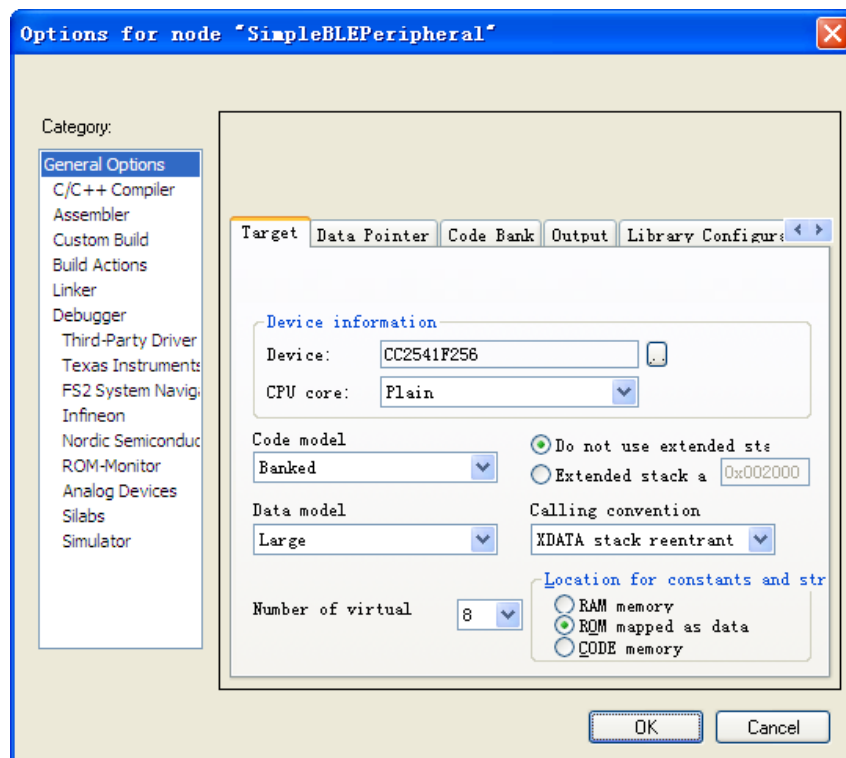 Options for node "SimpleBLEPeripheral"
Category:
General Options
C/C++ Compiler
Assembler
Custom Build
Build Actions
Linker
Debugger
Third-Party Driver
Texas Instruments
FS2 System Naviga
Infineon
Nordic Semiconduc
ROM-Monitor
Analog Devices
Silabs
Simulator
Target Data Pointer Code Bank Output Library Configura
Device information
Device: CC2541F256 ..
CPU core: Plain
Code model
Banked
Do not use extended sta
Extended stack a 0x002000
Data model
Large
Calling convention
XDATA stack reentrant
Number of virtual 8
Location for constants and str
RAM memory
ROM mapped as data
CODE memory
OK Cancel